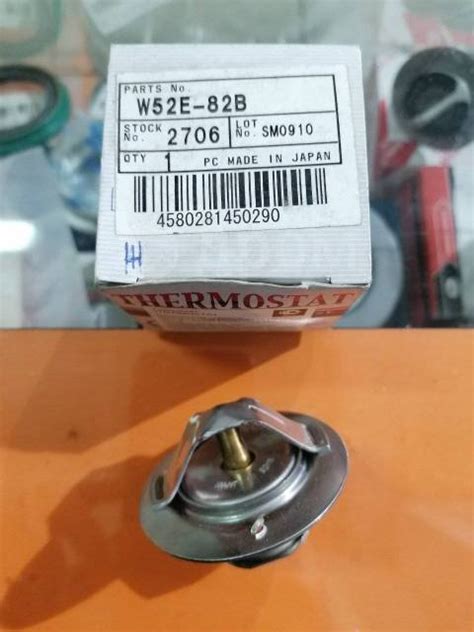 PARTS No. W52E-82B
STOCK No. 2706 LOT No. SM0910
QTY 1 PC MADE IN JAPAN
4580281450290
THERMOSTAT